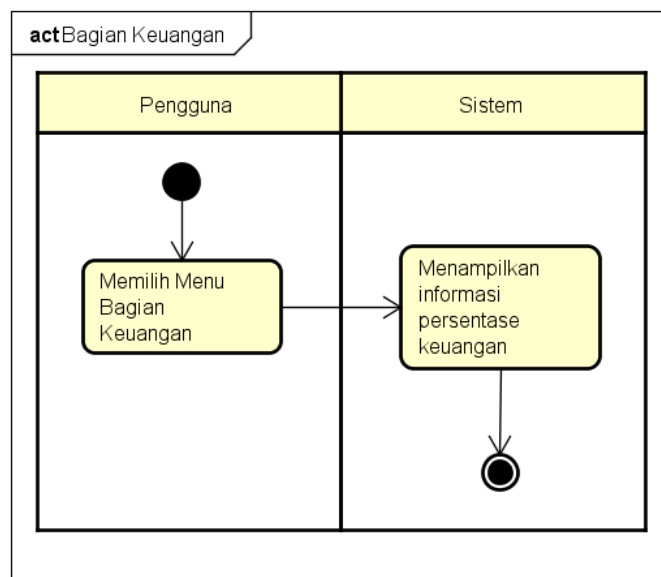 act Bagian Keuangan
Pengguna
Sistem
Memilih Menu
Bagian
Keuangan
Menampilkan
informasi
persentase
keuangan